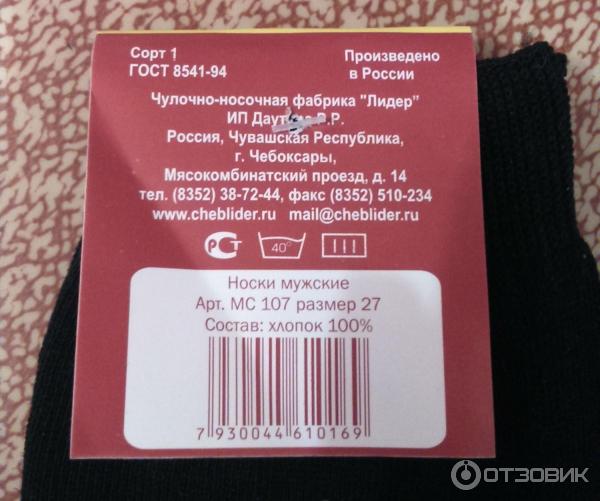 Сорт 1
ГОСТ 8541-94
Произведено
в России
Чулочно-носочная фабрика "Лидер"
ИП Р.Р.
Россия, Чувашская Республика,
г. Чебоксары,
Мясокомбинатский проезд, д. 14
тел. (8352) 38-72-44, факс (8352) 510-234
www.cheblider.ru mail@cheblider.ru
РСТ 40°
Носки мужские
Арт. МС 107 размер 27
Состав: хлопок 100%
7 930044 610169
ОТЗОВИК